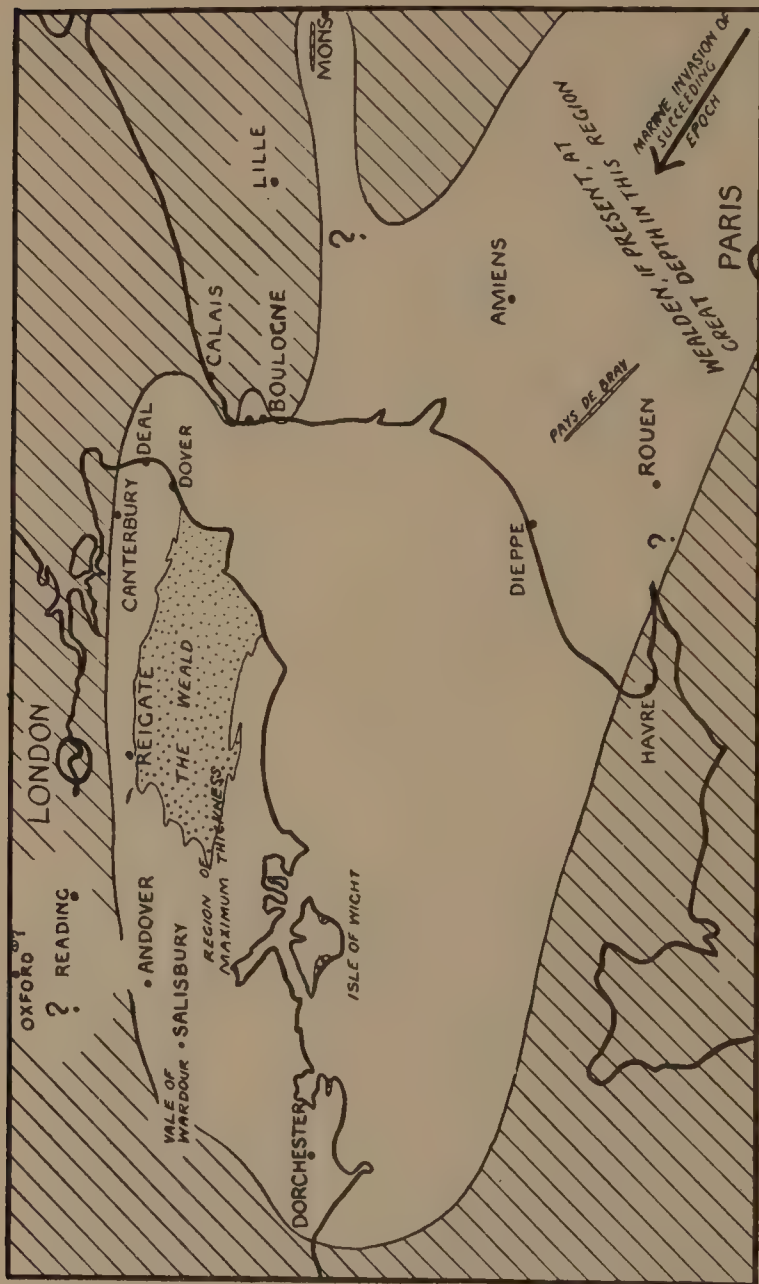 OXFORD ?
? READING
LONDON
ANDOVER
VALE OF
WARDOUR
SALISBURY
REGION OF
MAXIMUM THICKNESS
REIGATE
THE WEALD
CANTERBURY
DEAL
DOVER
DORCHESTER
ISLE OF WIGHT
CALAIS
BOULOGNE
LILLE
MONS
?
DIEPPE
AMIENS
PAYS DE BRAY
HAVRE
?
ROUEN
WEALDEN, IF PRESENT, AT
GREAT DEPTH IN THIS REGION
MARINE INVASION OF
SUCCEEDING
EPOCH
PARIS